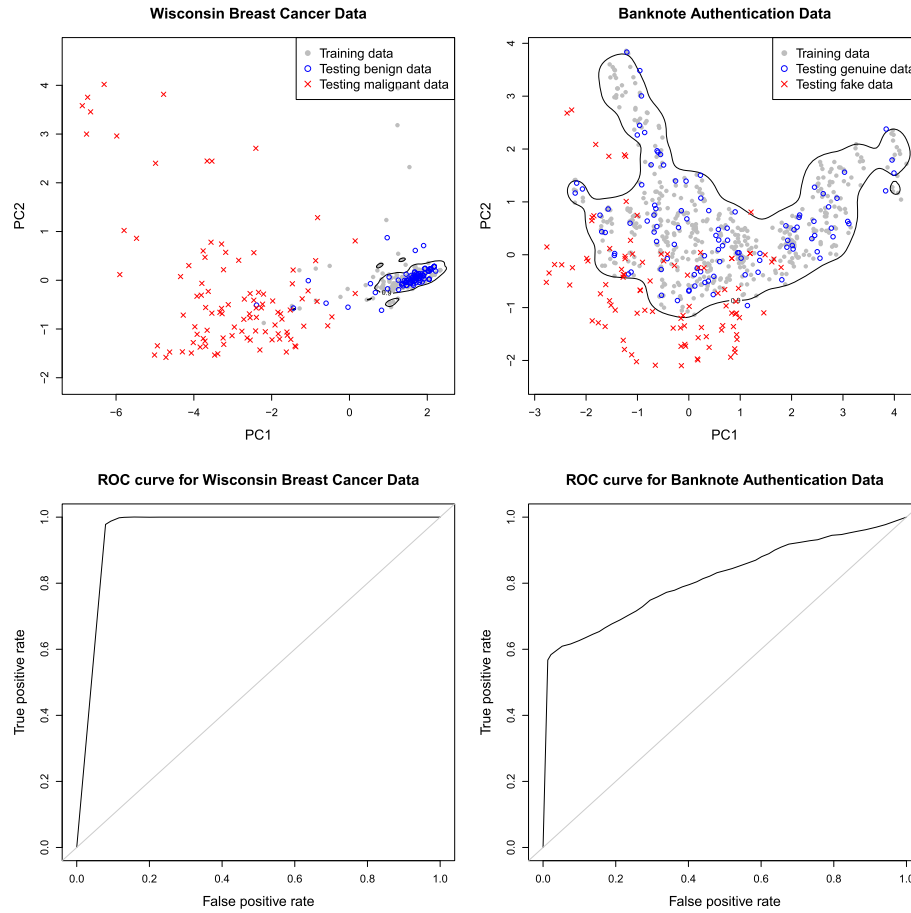 Wisconsin Breast Cancer Data
Training data
Testing benign data
Testing malignant data
PC2
4
3
2
1
0
−1
−2
0.9
−6
−4
−2
0
2
PC1
Banknote Authentication Data
Training data
Testing genuine data
Testing fake data
PC2
4
3
2
1
0
−1
−2
0.9
−3
−2
−1
0
1
2
3
4
PC1
ROC curve for Wisconsin Breast Cancer Data
True positive rate
1.0
0.8
0.6
0.4
0.2
0.0
0.0
0.2
0.4
0.6
0.8
1.0
False positive rate
ROC curve for Banknote Authentication Data
True positive rate
1.0
0.8
0.6
0.4
0.2
0.0
0.0
0.2
0.4
0.6
0.8
1.0
False positive rate